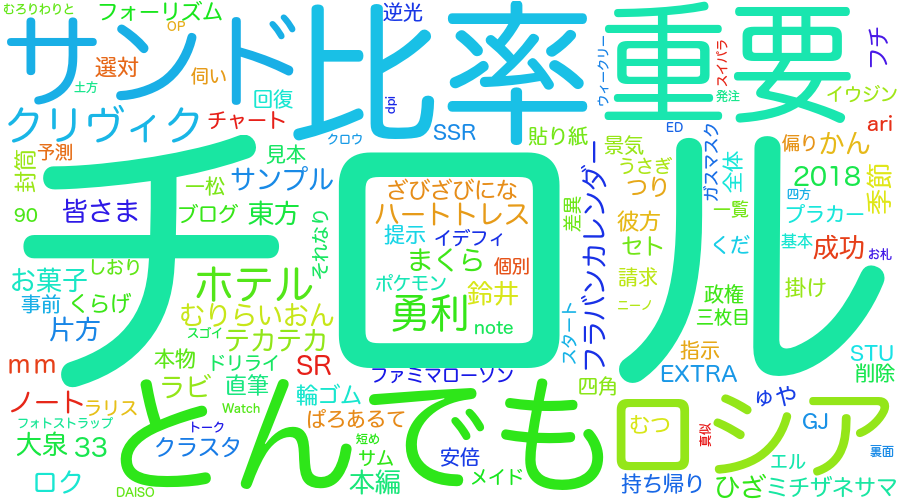 むろりわりと
フォーリズム
OP
逆光
サンド
比率
重要
フチ
選対
伺い
土方
回復
dpi
ウィークリー
スイパラ
発注
イウジン
クリヴィク
チャート
クロウ
SSR
貼り紙
ED
ari
予測
見本
景気
ガスマスク
偏り
かん
封筒
一松
サンプル
うさぎ
つり
全体
2018
季節
四方
90
皆さま
ブログ
東方
それなり
チロル
ざびざびにな
ハートトレス
提示
イデフィ
まくら
個別
ポケモン
鈴井
勇利
note
差異
フラバンカレンダー
彼方
一覧
プラカー
セト
くだ
基本
成功
お札
しおり
お菓子
ホテル
請求
政権
掛け
事前
くらげ
むりらいおん
ニーノ
三枚目
片方
スゴイ
テカテカ
スタート
指示
STU
mm
本物
ドリライ
SR
ファミマローソン
EXTRA
削除
ノート
ラリス
ラビ
直筆
輪ゴム
四角
ゅや
フォトストラップ
Watch
ぱろあるて
とんでも
むつ
ロシア
GJ
大泉
33
トーク
クラスタ
短め
サム
安倍
真似
裏面
ロク
DAISO
本編
メイド
エル
持ち帰り
ひざ
ミチザネサマ